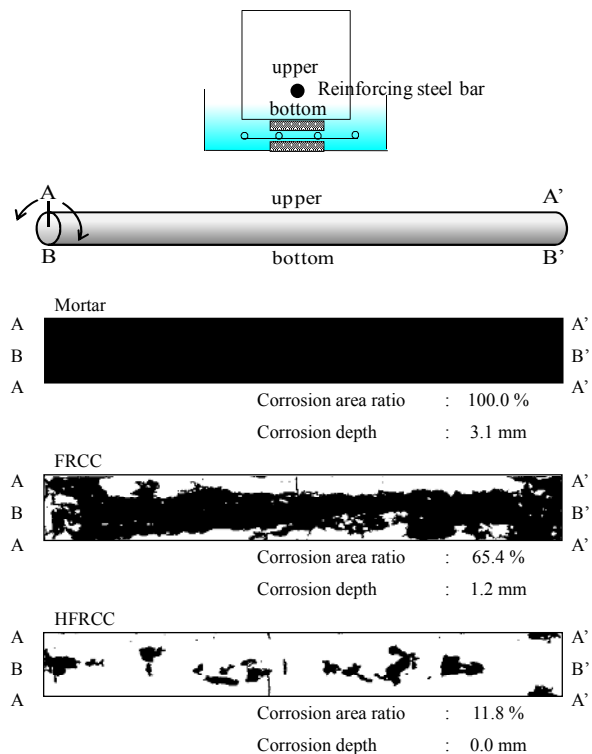 upper
Reinforcing steel bar
bottom
A upper A’
B bottom B’
Mortar
A A’
B B’
A A’
Corrosion area ratio : 100.0 %
Corrosion depth : 3.1 mm
FRCC
A A’
B B’
A A’
Corrosion area ratio : 65.4 %
Corrosion depth : 1.2 mm
HFRCC
A A’
B B’
A A’
Corrosion area ratio : 11.8 %
Corrosion depth : 0.0 mm